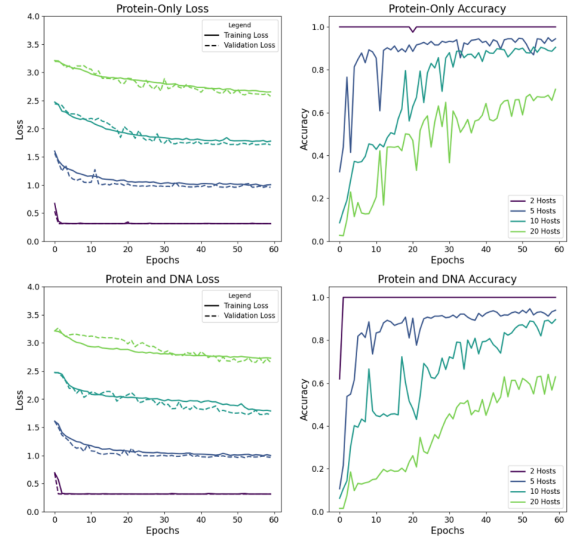 Protein-Only Loss
4.0
3.5
3.0
2.5
2.0
1.5
1.0
0.5
0.0
Loss
Legend
Training Loss
Validation Loss
0 10 20 30 40 50 60
Epochs
Protein-Only Accuracy
1.0
0.8
0.6
0.4
0.2
0.0
Accuracy
2 Hosts
5 Hosts
10 Hosts
20 Hosts
0 10 20 30 40 50 60
Epochs
Protein and DNA Loss
4.0
3.5
3.0
2.5
2.0
1.5
1.0
0.5
0.0
Loss
Legend
Training Loss
Validation Loss
0 10 20 30 40 50 60
Epochs
Protein and DNA Accuracy
1.0
0.8
0.6
0.4
0.2
0.0
Accuracy
2 Hosts
5 Hosts
10 Hosts
20 Hosts
0 10 20 30 40 50 60
Epochs